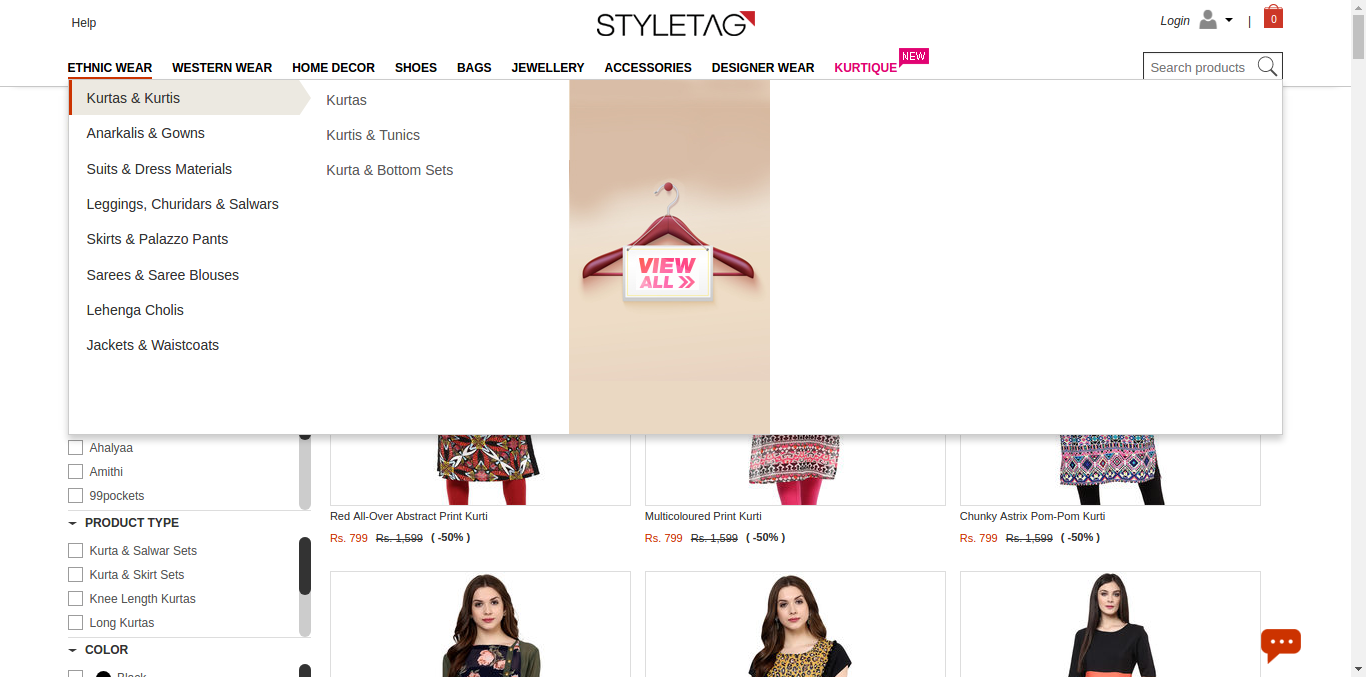 Help
STYLETAG
Login
|
0
ETHNIC WEAR
WESTERN WEAR
HOME DECOR
SHOES
BAGS
JEWELLERY
ACCESSORIES
DESIGNER WEAR
KURTIQUE
NEW
Search products
Kurtas & Kurtis
Anarkalis & Gowns
Suits & Dress Materials
Leggings, Churidars & Salwars
Skirts & Palazzo Pants
Sarees & Saree Blouses
Lehenga Cholis
Jackets & Waistcoats
Kurtas
Kurtis & Tunics
Kurta & Bottom Sets
VIEW
ALL »
Ahalyaa
Amithi
99pockets
PRODUCT TYPE
Kurta & Salwar Sets
Kurta & Skirt Sets
Knee Length Kurtas
Long Kurtas
COLOR
Black
Red All-Over Abstract Print Kurti
Rs. 799 Rs. 1,599 ( -50% )
Multicoloured Print Kurti
Rs. 799 Rs. 1,599 ( -50% )
Chunky Astrix Pom-Pom Kurti
Rs. 799 Rs. 1,599 ( -50% )